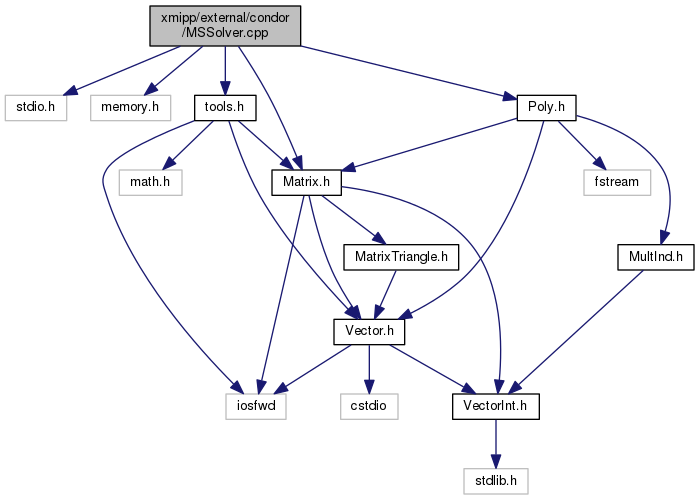 xmipp/external/condor
/MSSolver.cpp
stdio.h
memory.h
tools.h
Poly.h
math.h
Matrix.h
fstream
MatrixTriangle.h
MultInd.h
Vector.h
iosfwd
cstdio
VectorInt.h
stdlib.h